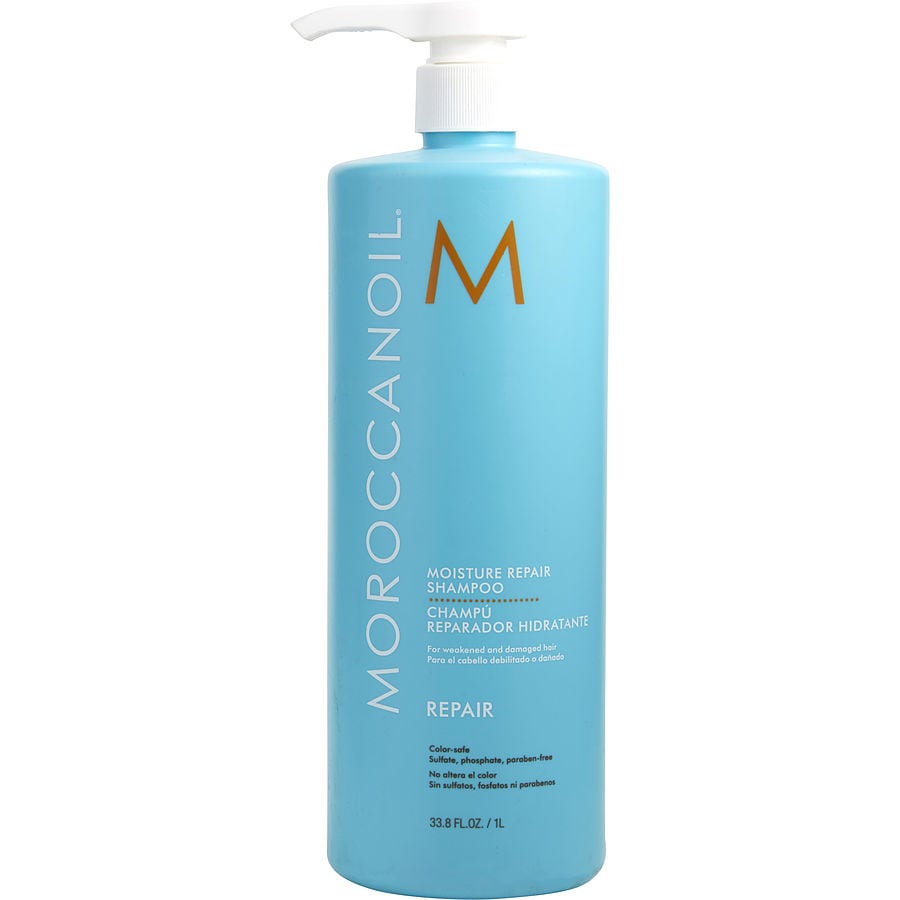 MOROCCANOIL®
M
MOISTURE REPAIR
SHAMPOO
CHAMPÚ
REPARADOR HIDRATANTE
For weakened and damaged hair
Para el cabello debilitado o dañado
REPAIR
Color-safe
Sulfate, phosphate, paraben-free
No altera el color
Sin sulfatos, fosfatos ni parabenos
33.8 FL.OZ. / 1L